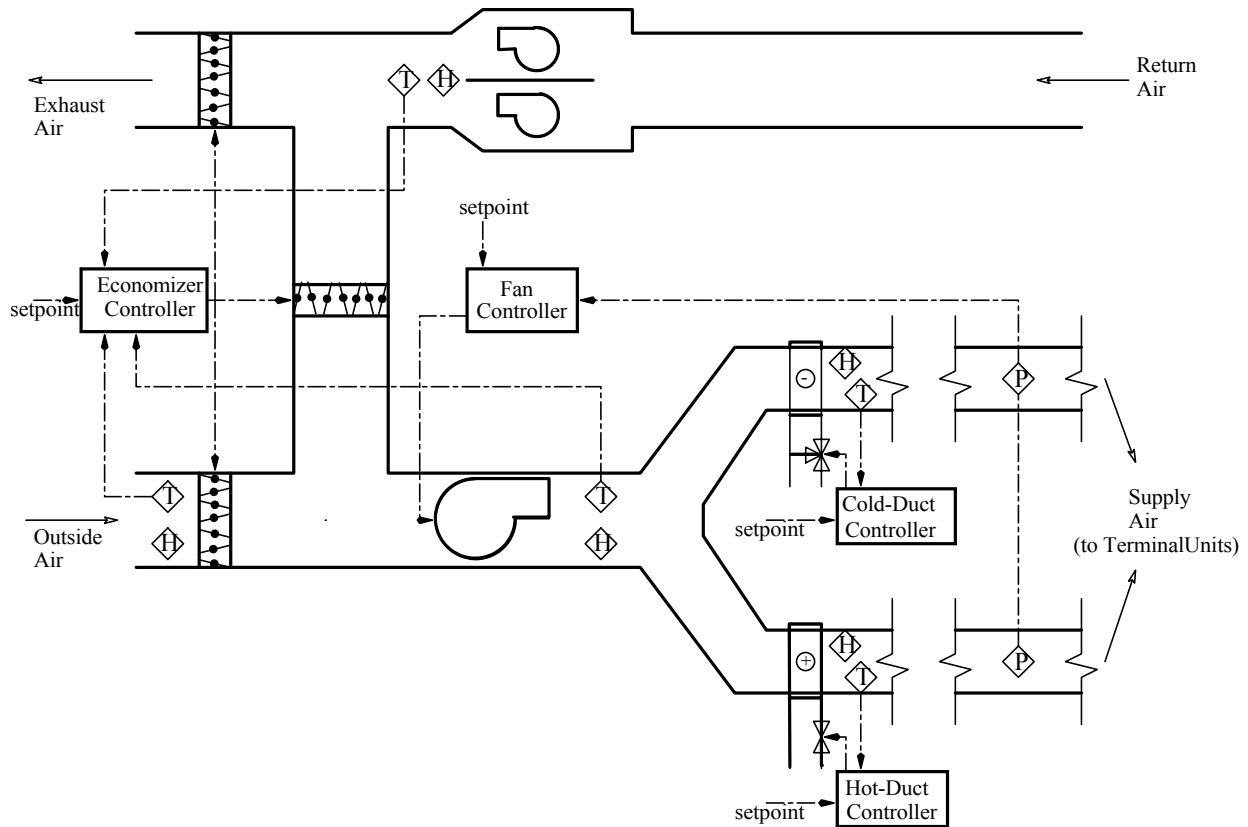 T H
Return
Air
Exhaust
Air
setpoint
Economizer
Controller
setpoint
Fan
Controller
H
-
T
P
T
H
Outside
Air
T
H
Cold-Duct
Controller
setpoint
Supply
Air
(to TerminalUnits)
H
+
T
P
Hot-Duct
Controller
setpoint